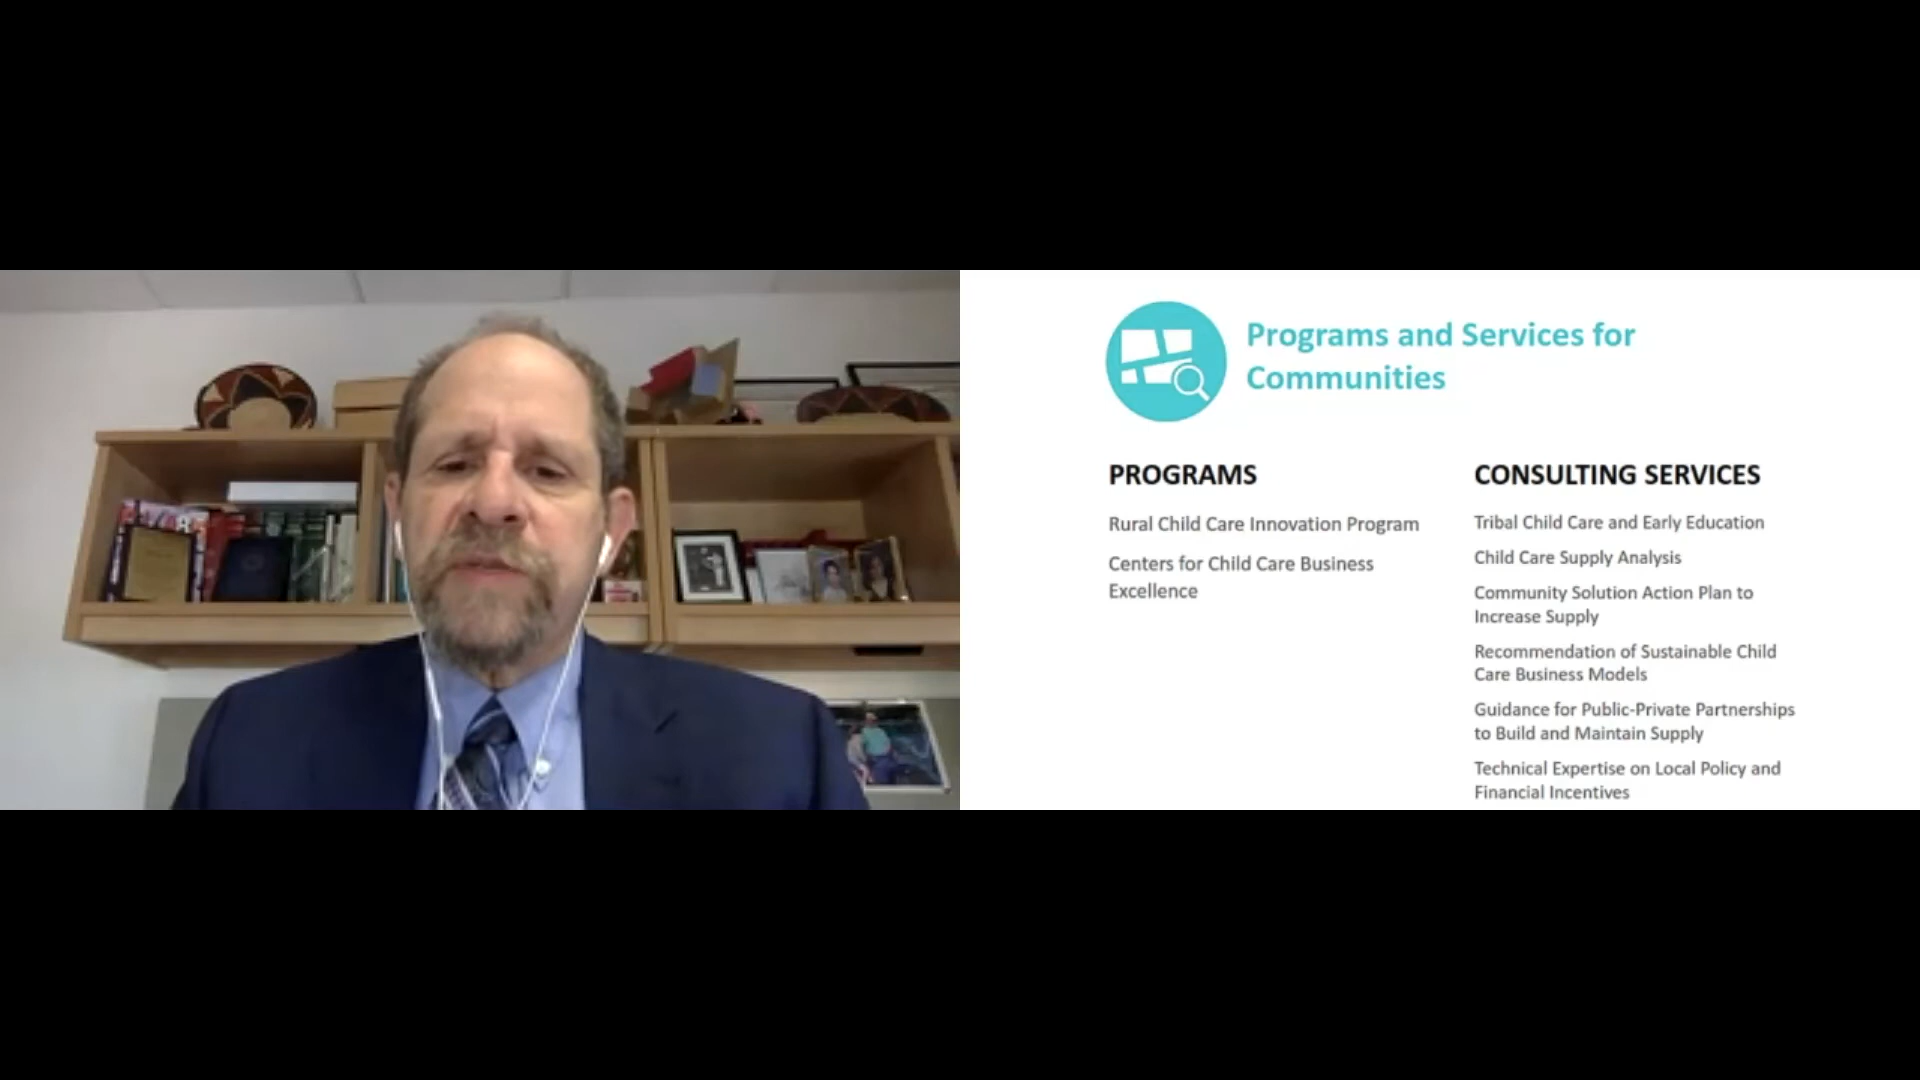 Programs and Services for
Communities
PROGRAMS
Rural Child Care Innovation Program
Centers for Child Care Business
Excellence
CONSULTING SERVICES
Tribal Child Care and Early Education
Child Care Supply Analysis
Community Solution Action Plan to
Increase Supply
Recommendation of Sustainable Child
Care Business Models
Guidance for Public-Private Partnerships
to Build and Maintain Supply
Technical Expertise on Local Policy and
Financial Incentives